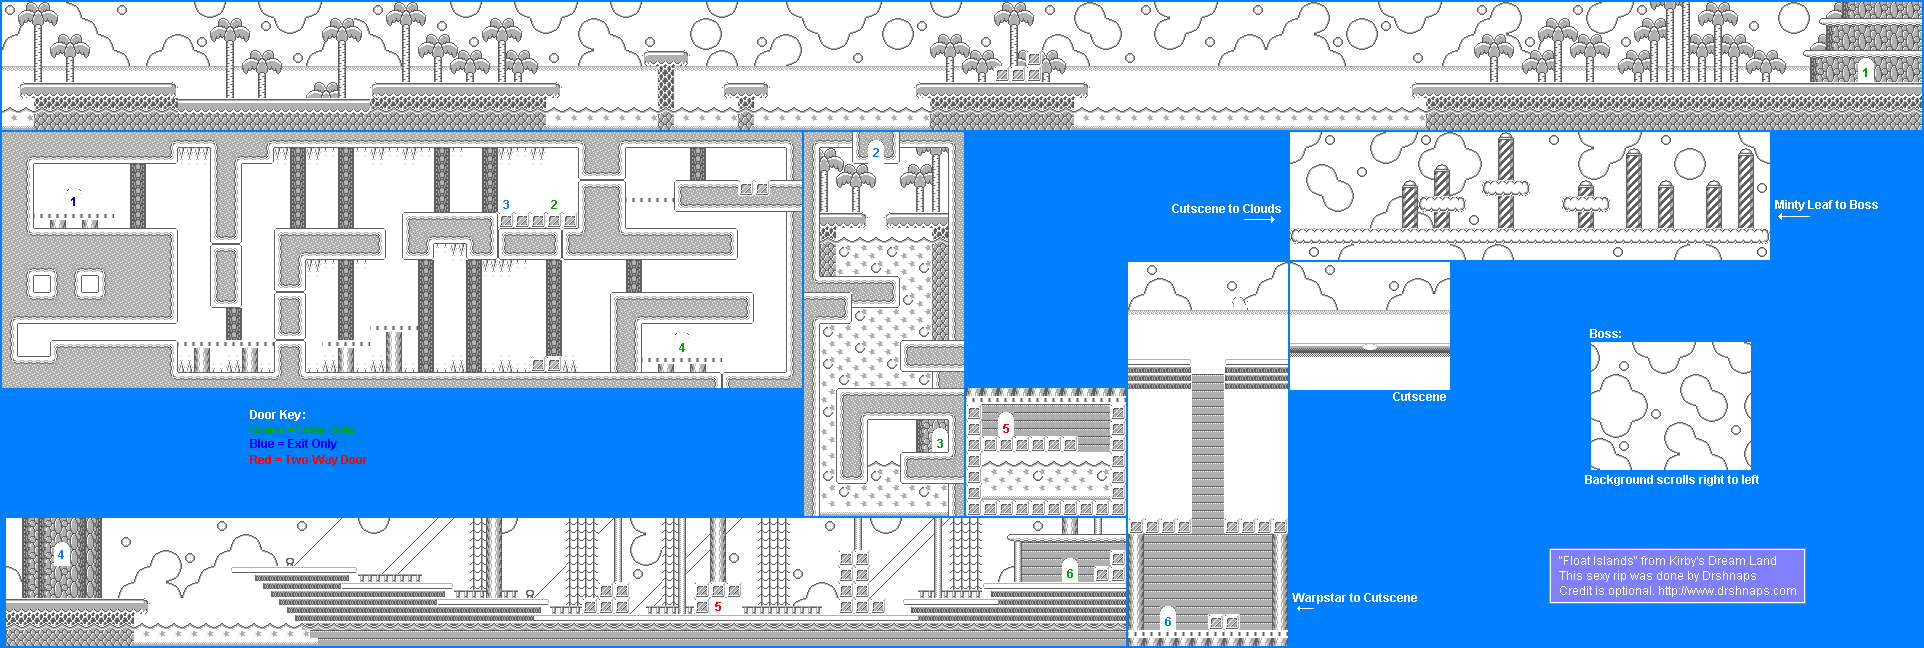 1
1
3
2
4
2
3
Cutscene to Clouds
Minty Leaf to Boss
Cutscene
Boss:
Background scrolls right to left
Door Key:
Green = Enter Only
Blue = Exit Only
Red = Two-Way Door
5
4
5
6
6
Warpstar to Cutscene
"Float Islands" from Kirby's Dream Land
This sexy rip was done by Drshnaps
Credit is optional. http://www.drshnaps.com